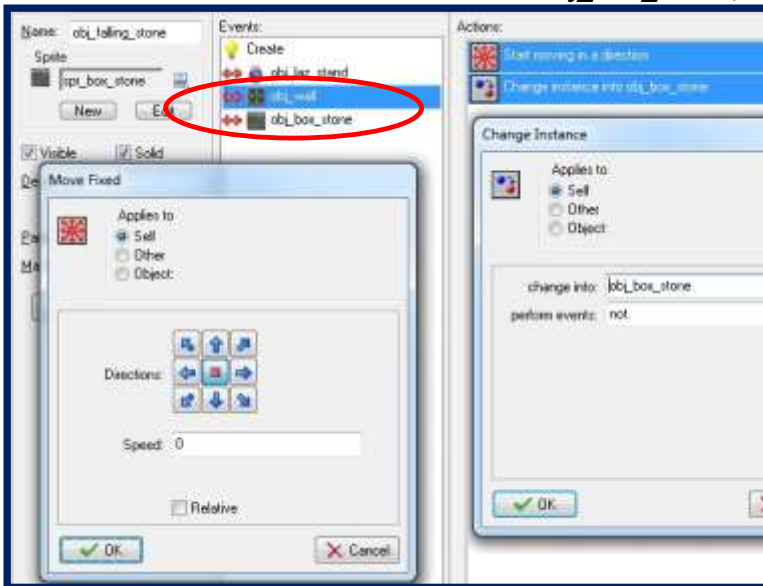 Name: obj_falling_stone
Sprite
spt_box_stone
New
Edit
Visible
Solid
Events:
Create
obj_laz_stand
obj_wall
obj_box_stone
Actions:
Start moving in a direction
Change instance into obj_box_stone
Move Fixed
Applies to
Self
Other
Object:
Directions:
Speed: 0
Relative
OK
Cancel
Change Instance
Applies to
Self
Other
Object:
change into: obj_box_stone
perform events: not
OK